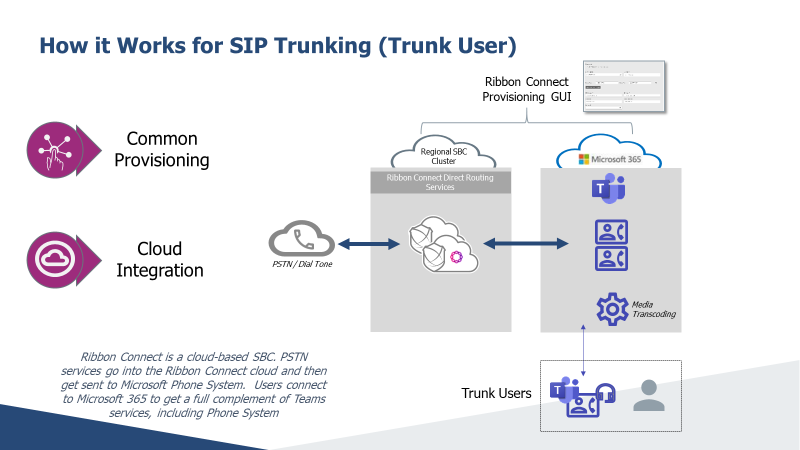 How it Works for SIP Trunking (Trunk User)
Ribbon Connect
Provisioning GUI
Common
Provisioning
Regional SBC
Cluster
Microsoft 365
Ribbon Connect Direct Routing
Services
Cloud
Integration
PSTN / Dial Tone
Media
Transcoding
Ribbon Connect is a cloud-based SBC. PSTN
services go into the Ribbon Connect cloud and then
get sent to Microsoft Phone System. Users connect
to Microsoft 365 to get a full complement of Teams
services, including Phone System
Trunk Users